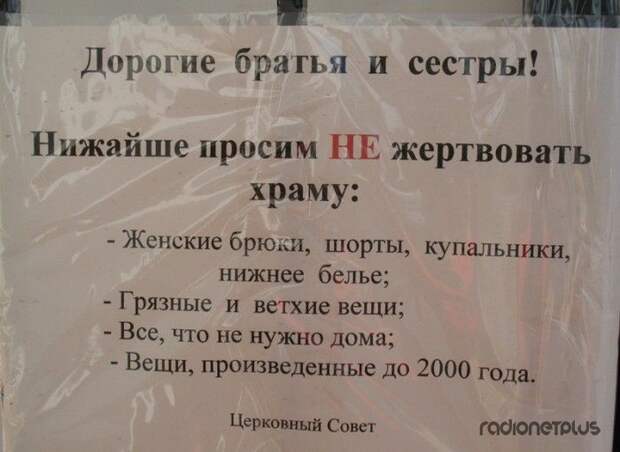 Дорогие братья и сестры!
Нижайше просим НЕ жертвовать
храму:
- Женские брюки, шорты, купальники,
нижнее белье;
- Грязные и ветхие вещи;
- Все, что не нужно дома;
- Вещи, произведенные до 2000 года.
Церковный Совет
radionetplus